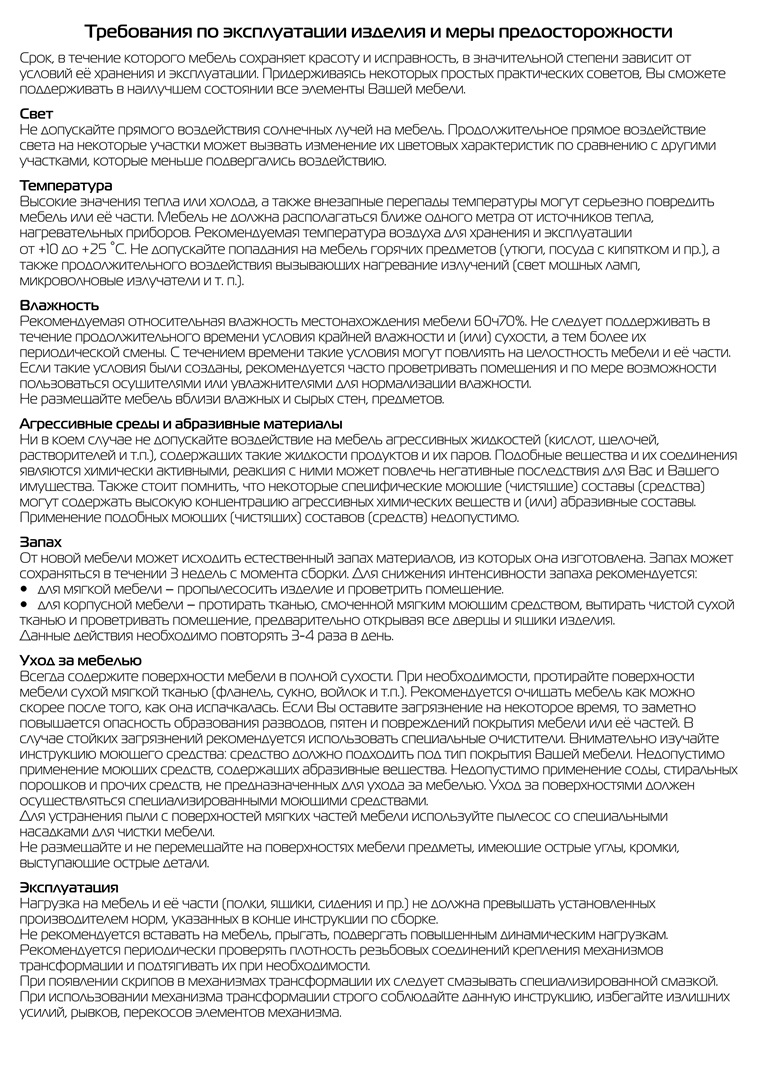 Требования по эксплуатации изделия и меры предосторожности
Срок, в течение которого мебель сохраняет красоту и исправность, в значительной степени зависит от
условий её хранения и эксплуатации. Придерживаясь некоторых простых практических советов, Вы сможете
поддерживать в наилучшем состоянии все элементы Вашей мебели.
Свет
Не допускайте прямого воздействия солнечных лучей на мебель. Продолжительное прямое воздействие
света на некоторые участки может вызвать изменение их цветовых характеристик по сравнению с другими
участками, которые меньше подвергались воздействию.
Температура
Высокие значения тепла или холода, а также внезапные перепады температуры могут серьезно повредить
мебель или её части. Мебель не должна располагаться ближе одного метра от источников тепла,
нагревательных приборов. Рекомендуемая температура воздуха для хранения и эксплуатации
от +10 до +25 ˚С. Не допускайте попадания на мебель горячих предметов (утюги, посуда с кипятком и пр.), а
также продолжительного воздействия вызывающих нагревание излучений (свет мощных ламп,
микроволновые излучатели и т. п.).
Влажность
Рекомендуемая относительная влажность местонахождения мебели 60ч70%. Не следует поддерживать в
течение продолжительного времени условия крайней влажности и (или) сухости, а тем более их
периодической смены. С течением времени такие условия могут повлиять на целостность мебели и её части.
Если такие условия были созданы, рекомендуется часто проветривать помещения и по мере возможности
пользоваться осушителями или увлажнителями для нормализации влажности.
Не размещайте мебель вблизи влажных и сырых стен, предметов.
Агрессивные среды и абразивные материалы
Ни в коем случае не допускайте воздействие на мебель агрессивных жидкостей (кислот, щелочей,
растворителей и т.п.), содержащих такие жидкости продуктов и их паров. Подобные вещества и их соединения
являются химически активными, реакция с ними может повлечь негативные последствия для Вас и Вашего
имущества. Также стоит помнить, что некоторые специфические моющие (чистящие) составы (средства)
могут содержать высокую концентрацию агрессивных химических веществ и (или) абразивные составы.
Применение подобных моющих (чистящих) составов (средств) недопустимо.
Запах
От новой мебели может исходить естественный запах материалов, из которых она изготовлена. Запах может
сохраняться в течении 3 недель с момента сборки. Для снижения интенсивности запаха рекомендуется:
● для мягкой мебели – пропылесосить изделие и проветрить помещение.
● для корпусной мебели – протирать тканью, смоченной мягким моющим средством, вытирать чистой сухой
тканью и проветривать помещение, предварительно открывая все дверцы и ящики изделия.
Данные действия необходимо повторять 3-4 раза в день.
Уход за мебелью
Всегда содержите поверхности мебели в полной сухости. При необходимости, протирайте поверхности
мебели сухой мягкой тканью (фланель, сукно, войлок и т.п.). Рекомендуется очищать мебель как можно
скорее после того, как она испачкалась. Если Вы оставите загрязнение на некоторое время, то заметно
повышается опасность образования разводов, пятен и повреждений покрытия мебели или её частей. В
случае стойких загрязнений рекомендуется использовать специальные очистители. Внимательно изучайте
инструкцию моющего средства: средство должно подходить под тип покрытия Вашей мебели. Недопустимо
применение моющих средств, содержащих абразивные вещества. Недопустимо применение соды, стиральных
порошков и прочих средств, не предназначенных для ухода за мебелью. Уход за поверхностями должен
осуществляться специализированными моющими средствами.
Для устранения пыли с поверхностей мягких частей мебели используйте пылесос со специальными
насадками для чистки мебели.
Не размещайте и не перемещайте на поверхностях мебели предметы, имеющие острые углы, кромки,
выступающие острые детали.
Эксплуатация
Нагрузка на мебель и её части (полки, ящики, сидения и пр.) не должна превышать установленных
производителем норм, указанных в конце инструкции по сборке.
Не рекомендуется вставать на мебель, прыгать, подвергать повышенным динамическим нагрузкам.
Рекомендуется периодически проверять плотность резьбовых соединений крепления механизмов
трансформации и подтягивать их при необходимости.
При появлении скрипов в механизмах трансформации их следует смазывать специализированной смазкой.
При использовании механизма трансформации строго соблюдайте данную инструкцию, избегайте излишних
усилий, рывков, перекосов элементов механизма.